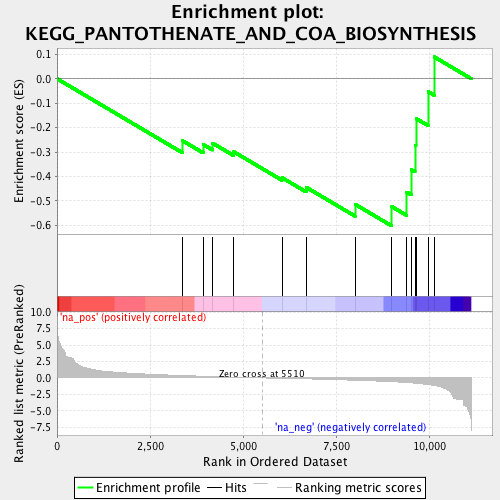 Enrichment plot:
KEGG_PANTOTHENATE_AND_COA_BIOSYNTHESIS
Enrichment score (ES)
0.1
0.0
-0.1
-0.2
-0.3
-0.4
-0.5
-0.6
Ranked list metric (PreRanked)
10.0
7.5
5.0
2.5
0.0
-2.5
-5.0
-7.5
'na_pos' (positively correlated)
Zero cross at 5510
'na_neg' (negatively correlated)
0
2,500
5,000
7,500
10,000
Rank in Ordered Dataset
Enrichment profile
Hits
Ranking metric scores